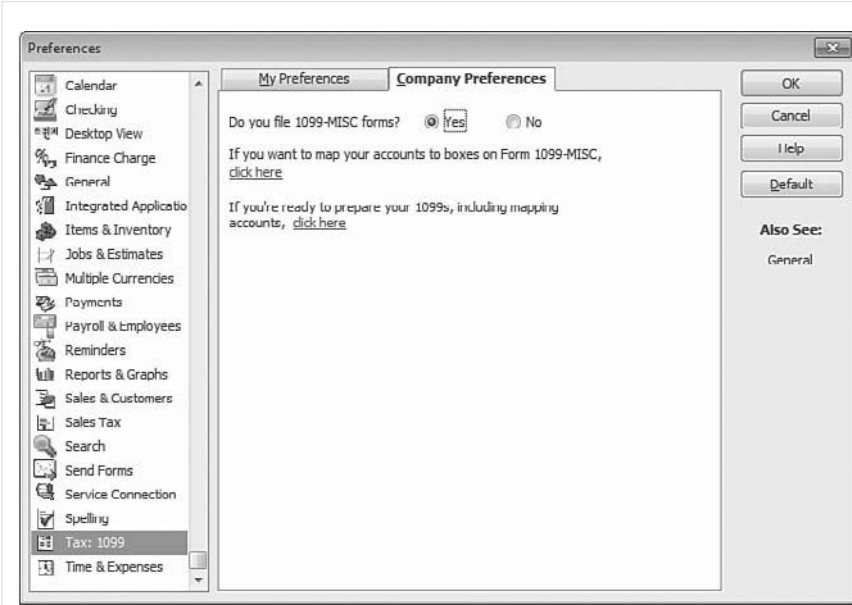 Preferences
Calendar
Checking
Desktop View
Finance Charge
General
Integrated Applicatio
Items & Inventory
Jobs & Estimates
Multiple Currencies
Payments
Payroll & Employees
Reminders
Reports & Graphs
Sales & Customers
Sales Tax
Search
Send Forms
Service Connection
Spelling
Tax: 1099
Time & Expenses
My Preferences
Company Preferences
Do you file 1099-MISC forms? Yes No
If you want to map your accounts to boxes on Form 1099-MISC,
click here
If you're ready to prepare your 1099s, including mapping
accounts, click here
OK
Cancel
Help
Default
Also See:
General